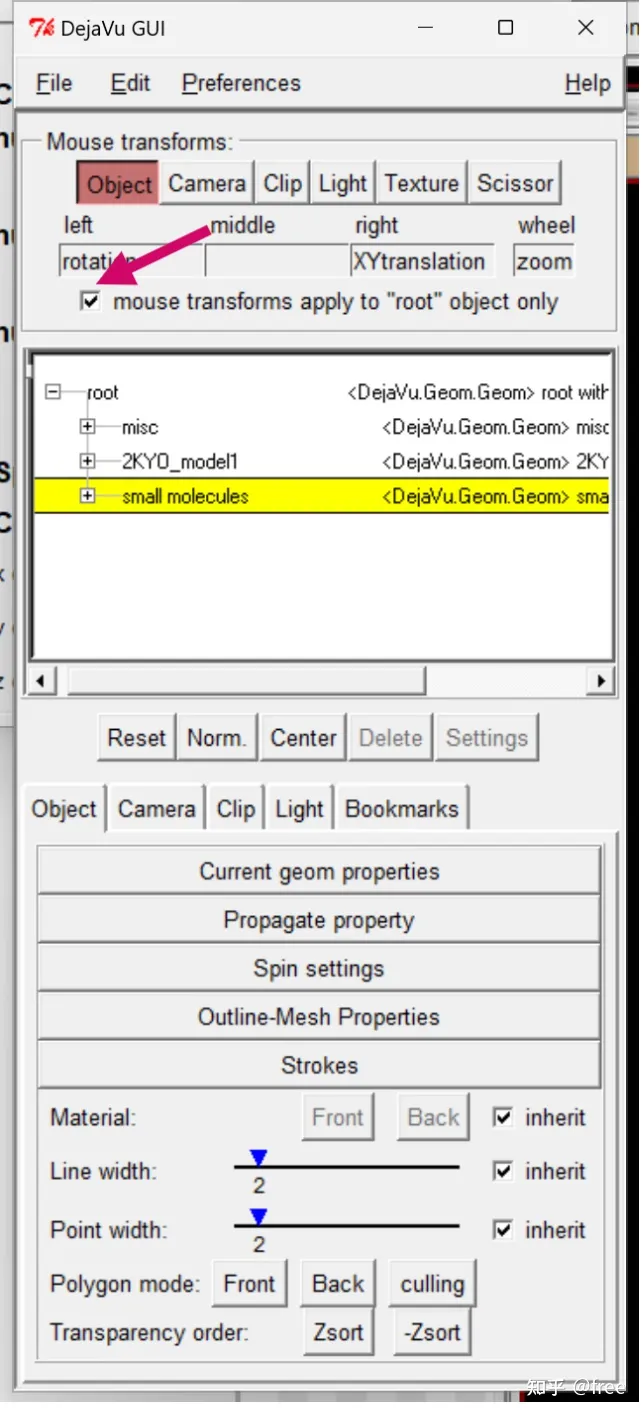 DejaVu GUI
File Edit Preferences Help
Mouse transforms:
Object Camera Clip Light Texture Scissor
left middle right wheel
rotati XYtranslation zoom
mouse transforms apply to "root" object only
root <DejaVu.Geom.Geom> root with
misc <DejaVu.Geom.Geom> misc
2KYO_model1 <DejaVu.Geom.Geom> 2KY
small molecules <DejaVu.Geom.Geom> sma
Reset Norm. Center Delete Settings
Object Camera Clip Light Bookmarks
Current geom properties
Propagate property
Spin settings
Outline-Mesh Properties
Strokes
Material: Front Back inherit
Line width: inherit
2
Point width: inherit
2
Polygon mode: Front Back culling
Transparency order: Zsort -Zsort
知乎 @free